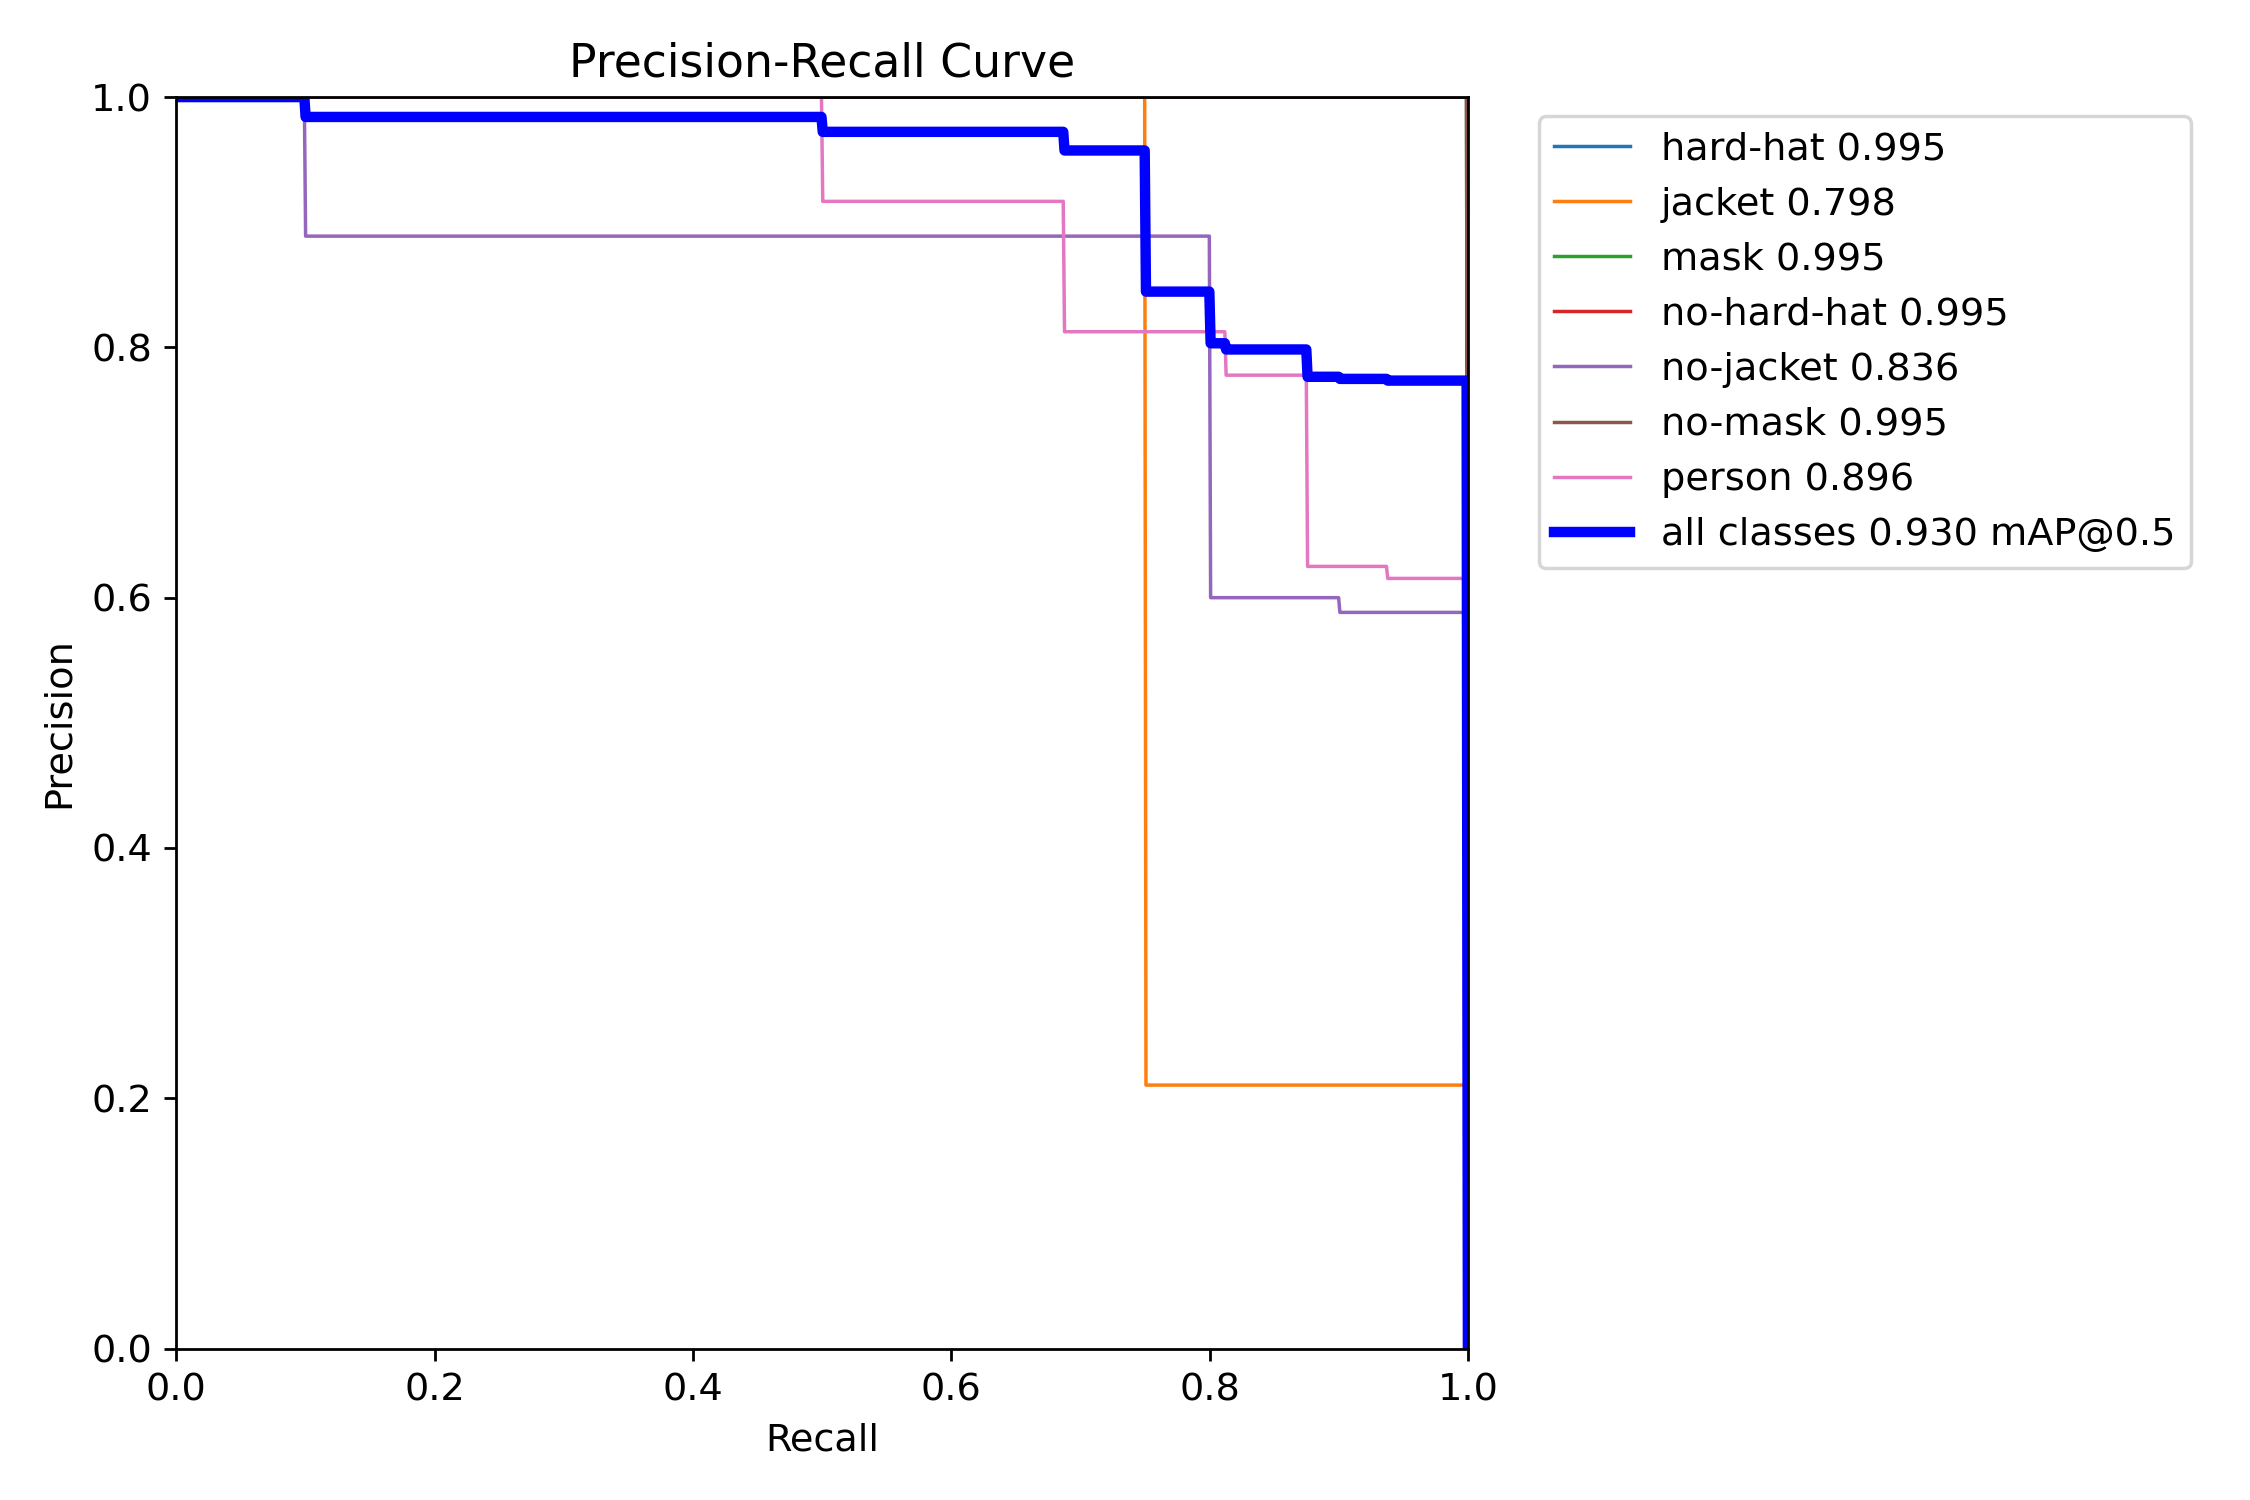 Precision-Recall Curve
1.0
0.8
0.6
0.4
0.2
0.0
Precision
0.0 0.2 0.4 0.6 0.8 1.0
Recall
hard-hat 0.995
jacket 0.798
mask 0.995
no-hard-hat 0.995
no-jacket 0.836
no-mask 0.995
person 0.896
all classes 0.930 mAP@0.5